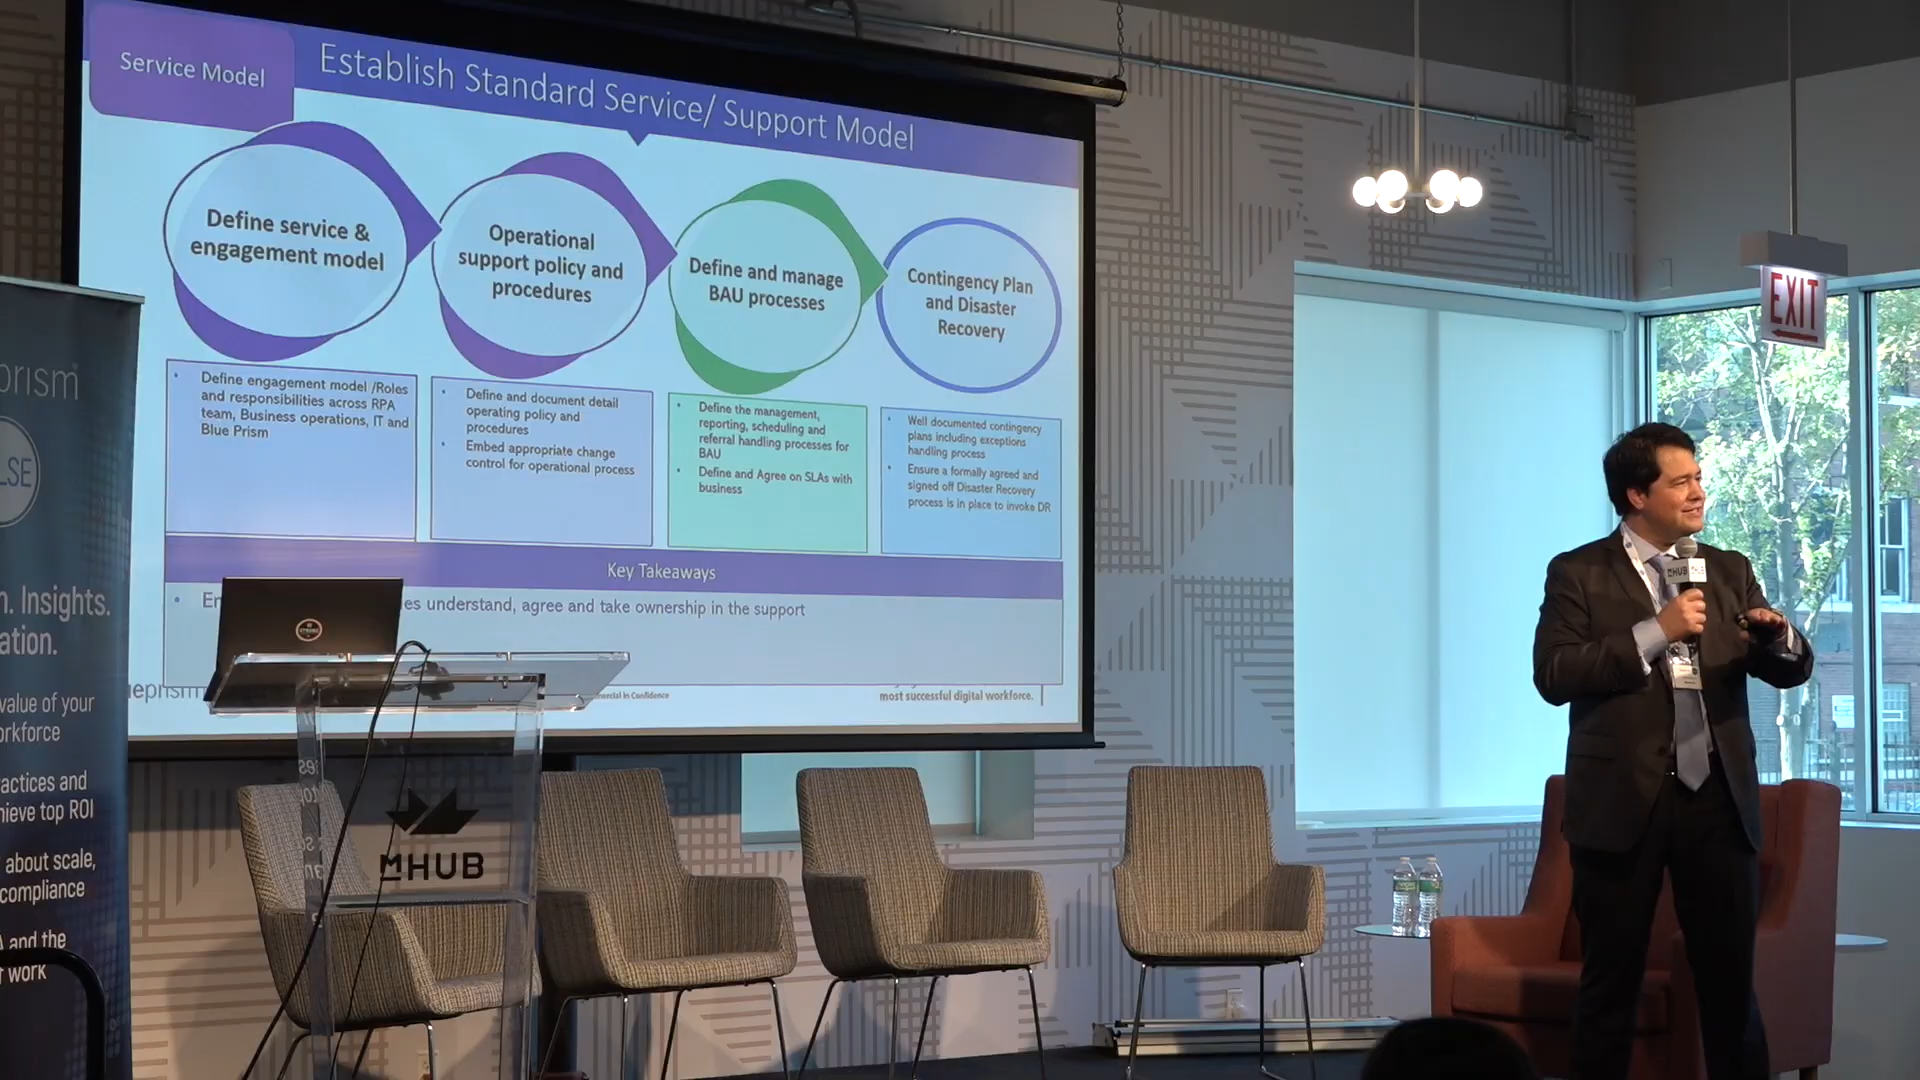 Service Model
Establish Standard Service/ Support Model
Define service &
engagement model
Operational
support policy and
procedures
Define and manage
BAU processes
Contingency Plan
and Disaster
Recovery
• Define engagement model /Roles
and responsibilities across RPA
team, Business operations, IT and
Blue Prism
• Define and document detail
operating policy and
procedures
• Embed appropriate change
control for operational process
• Define the management,
reporting, scheduling and
referral handling processes for
BAU
• Define and Agree on SLAs with
business
• Well documented contingency
plans including exceptions
handling process
• Ensure a formally agreed and
signed off Disaster Recovery
process is in place to invoke DR
Key Takeaways
• understand, agree and take ownership in the support
in Confidence
most successful digital workforce.
EXIT
mHUB
mHUB
prism
LSE
Insights.
value of your
and
top ROI
about scale,
compliance
and the
work